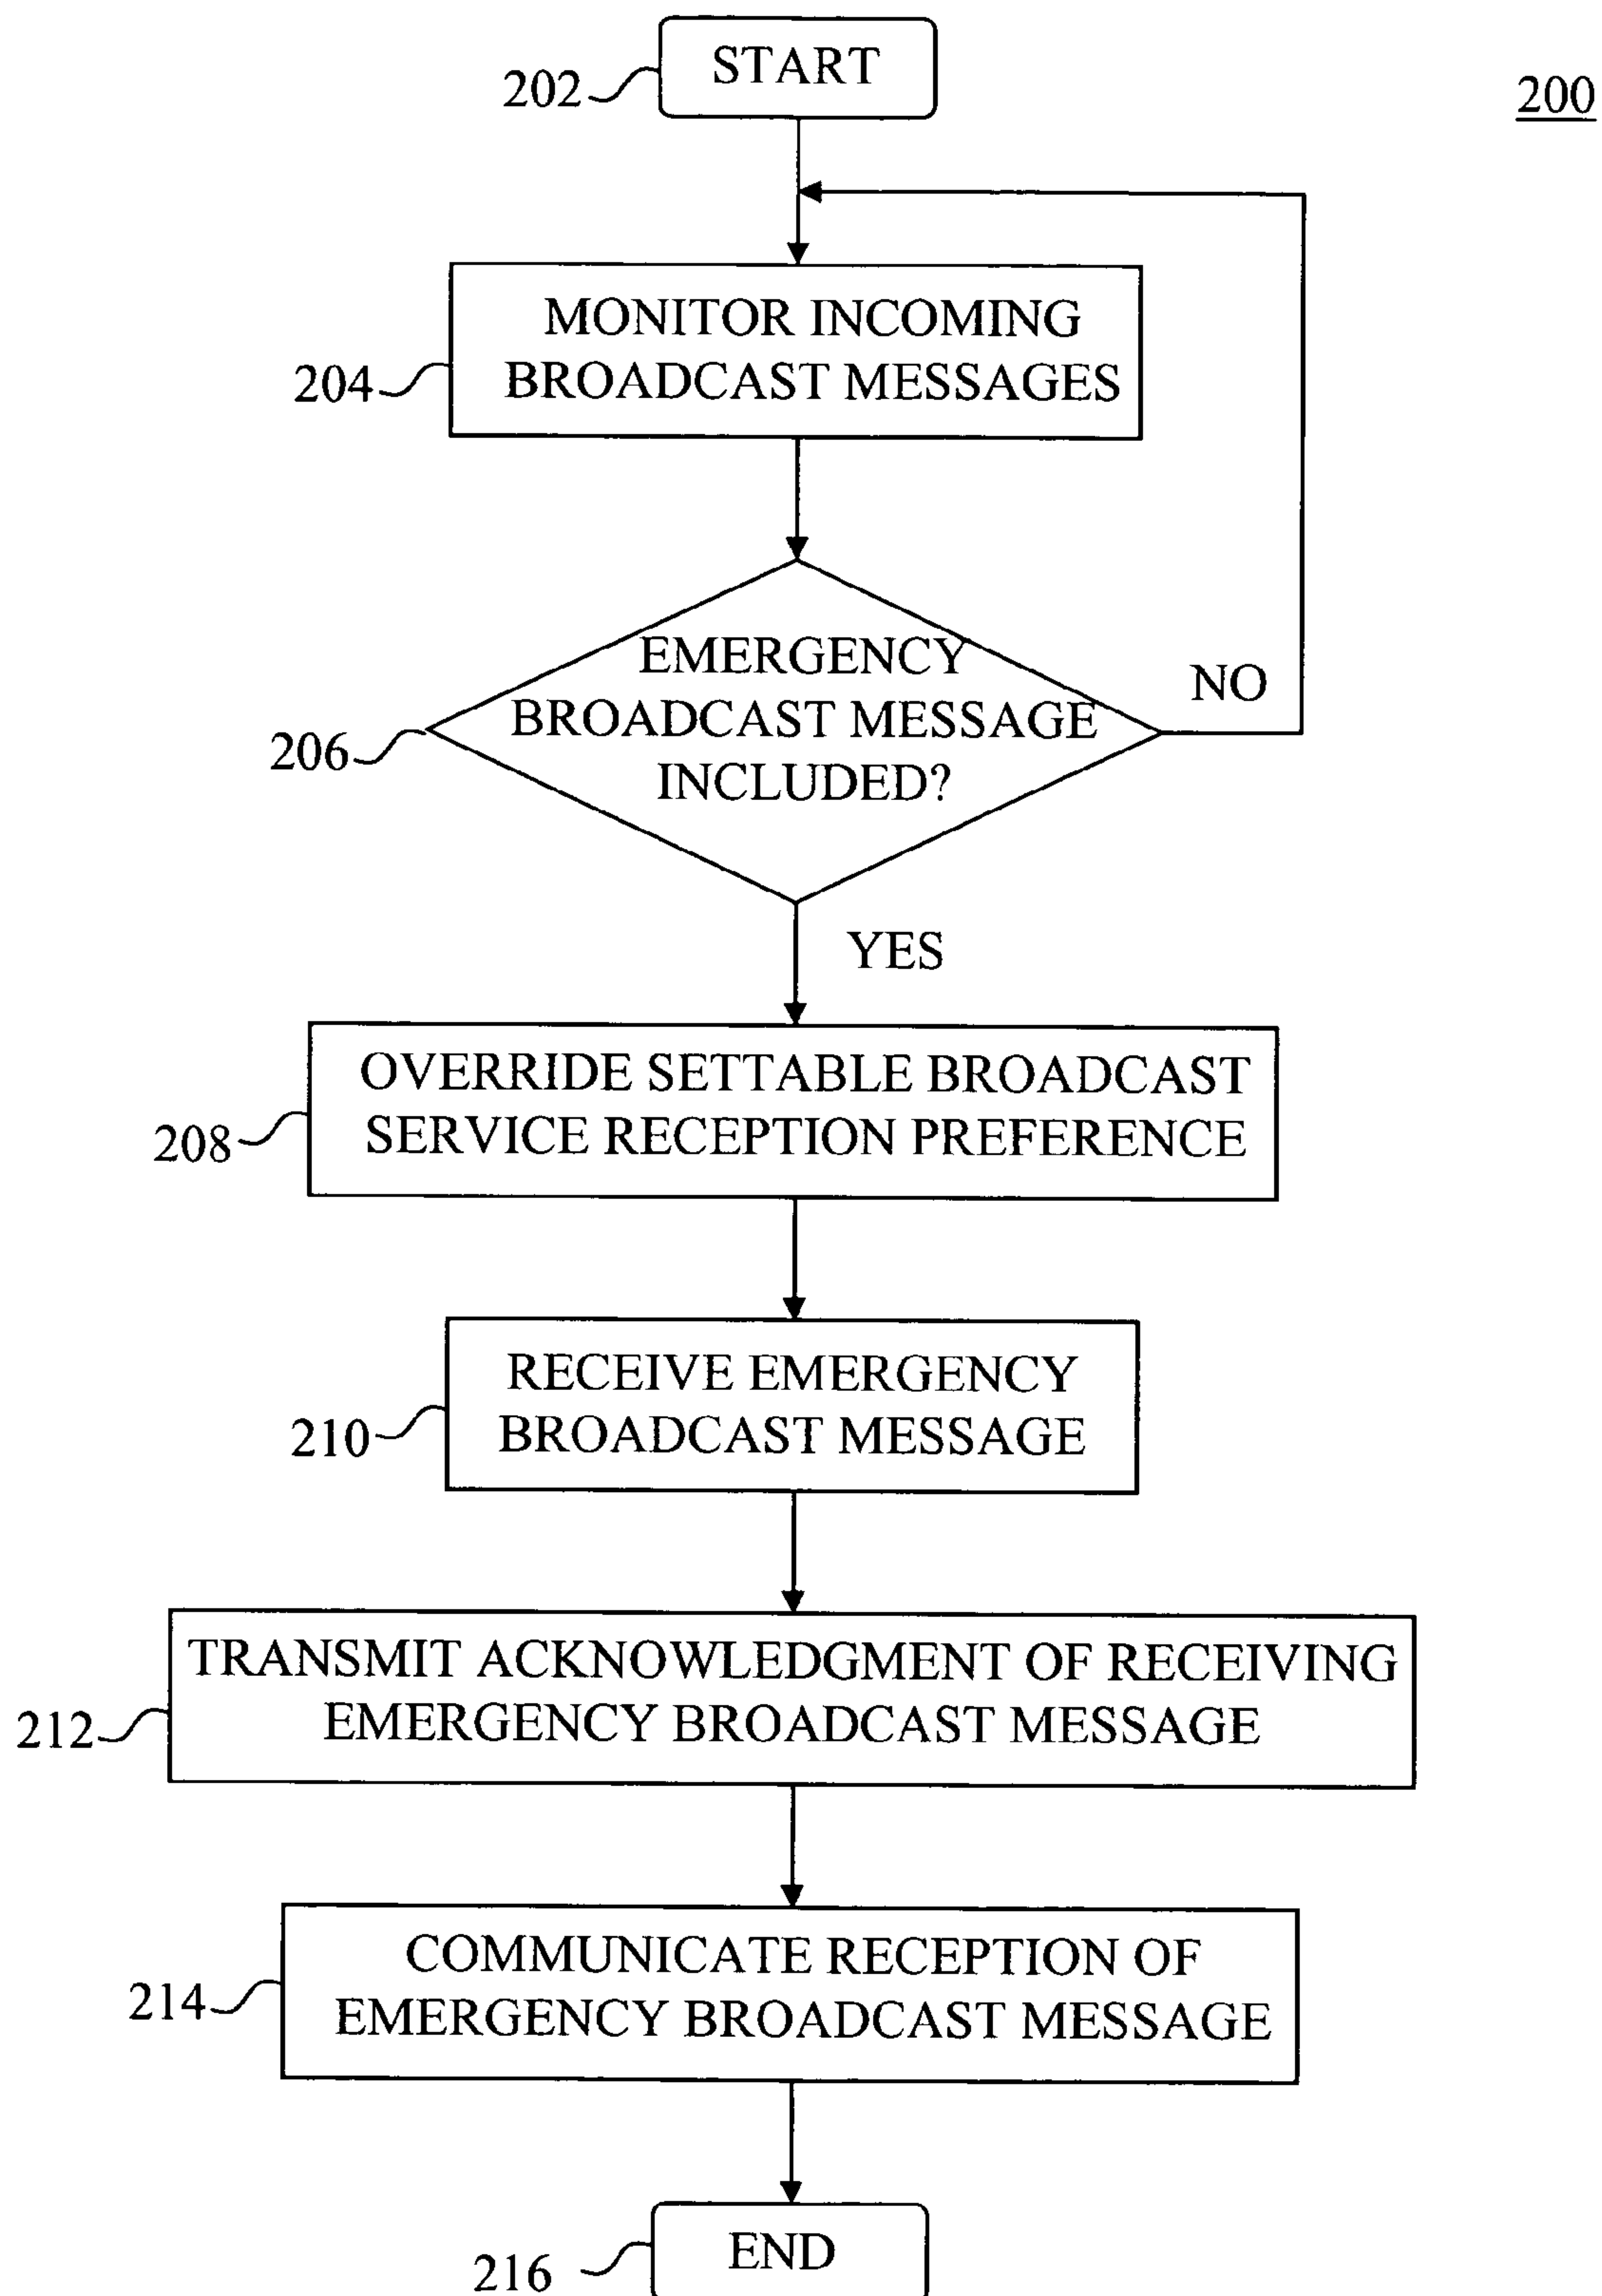 START
202
200
MONITOR INCOMING
BROADCAST MESSAGES
204
EMERGENCY
BROADCAST MESSAGE
INCLUDED?
206
NO
YES
OVERRIDE SETTABLE BROADCAST
SERVICE RECEPTION PREFERENCE
208
RECEIVE EMERGENCY
BROADCAST MESSAGE
210
TRANSMIT ACKNOWLEDGMENT OF RECEIVING
EMERGENCY BROADCAST MESSAGE
212
COMMUNICATE RECEPTION OF
EMERGENCY BROADCAST MESSAGE
214
END
216